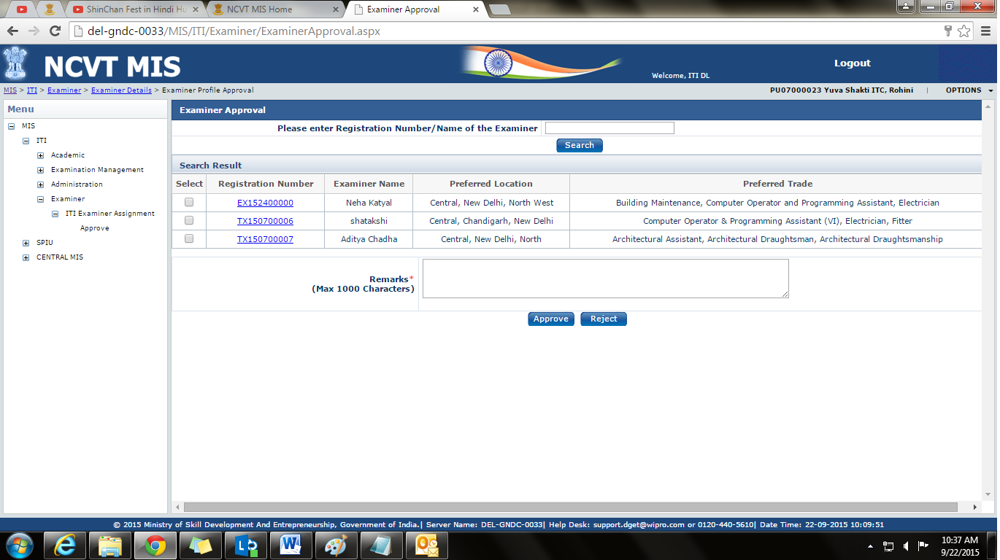 ShinChan Fest in Hindi Hu
NCVT MIS Home
Examiner Approval
del-gndc-0033/MIS/ITI/Examiner/ExaminerApproval.aspx
NCVT MIS
Logout
Welcome, ITI DL
MIS > ITI > Examiner > Examiner Details > Examiner Profile Approval
PU07000023 Yuva Shakti ITC, Rohini | OPTIONS
Menu
MIS
ITI
Academic
Examination Management
Administration
Examiner
ITI Examiner Assignment
Approve
SPIU
CENTRAL MIS
Examiner Approval
Please enter Registration Number/Name of the Examiner
Search
Search Result
Select Registration Number Examiner Name Preferred Location Preferred Trade
EX152400000 Neha Katyal Central, New Delhi, North West Building Maintenance, Computer Operator and Programming Assistant, Electrician
TX150700006 shatakshi Central, Chandigarh, New Delhi Computer Operator & Programming Assistant (VI), Electrician, Fitter
TX150700007 Aditya Chadha Central, New Delhi, North Architectural Assistant, Architectural Draughtsman, Architectural Draughtsmanship
Remarks*
(Max 1000 Characters)
Approve Reject
© 2015 Ministry of Skill Development And Entrepreneurship, Government of India.| Server Name: DEL-GNDC-0033| Help Desk: support.dget@wipro.com or 0120-440-5610| Date Time: 22-09-2015 10:09:51
10:37 AM
9/22/2015